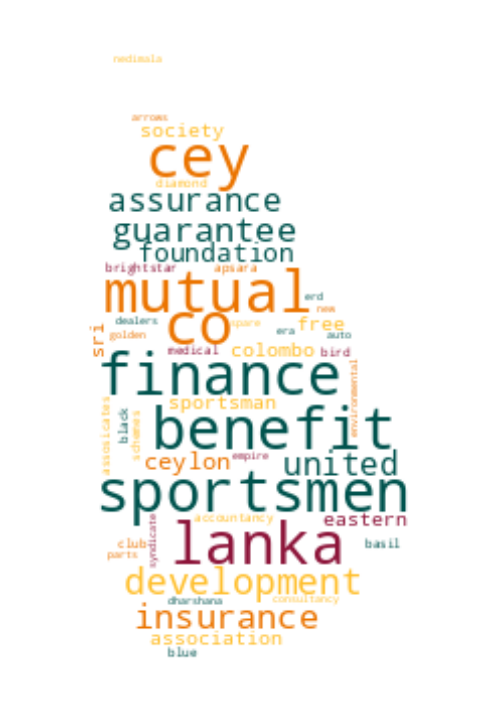 nedimala
arrows
society
cey
diamond
assurance
guarantee
foundation
brightstar apsara
mutual erd
new
co spare free
dealers era auto
golden
sri
medical colombo bird
finance
environmental
sportsman
assosicates
black
schemes
benefit
ceylon empire united
sportsmen
accountancy eastern
syndicate
lanka
club basil
parts
development
dharshana consultancy
insurance
association
blue